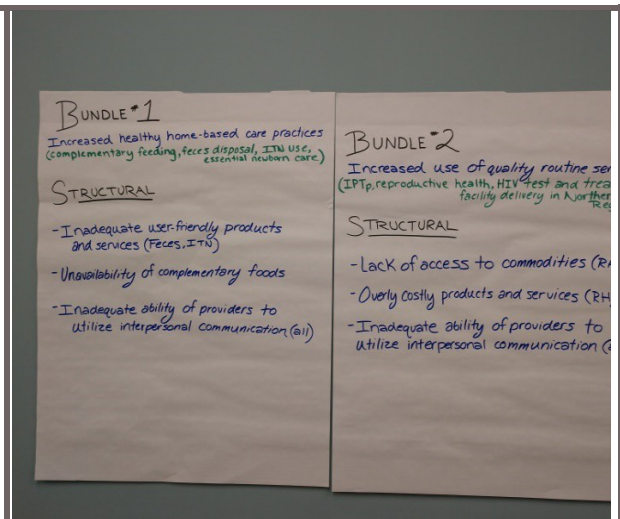 BUNDLE #1
Increased healthy home-based care practices
(complementary feeding, feces disposal, ITN use,
essential newborn care)
STRUCTURAL
-Inadequate user-friendly products
and services (Feces, ITN)
-Unavailability of complementary foods
-Inadequate ability of providers to
utilize interpersonal communication (all)
BUNDLE #2
Increased use of quality routine
(IPTp, reproductive health, HIV test and
facility delivery in
STRUCTURAL
-Lack of access to commodities
-Overly costly products and services (RH
-Inadequate ability of providers to
utilize interpersonal communication